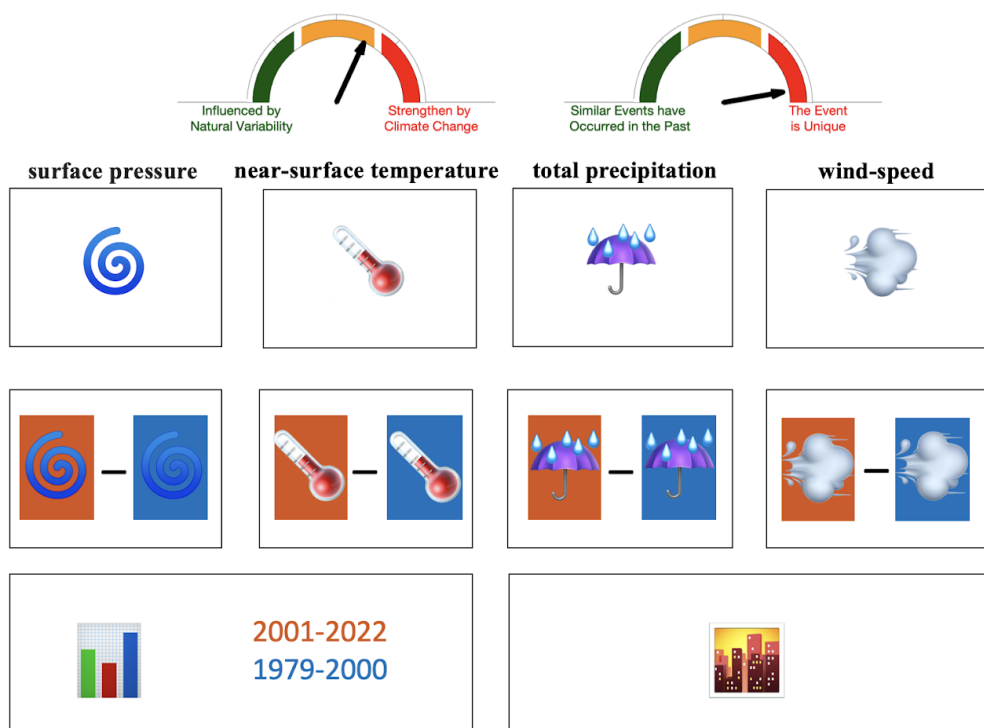 Influenced by
Natural Variability
Strengthen by
Climate Change
Similar Events have
Occurred in the Past
The Event
is Unique
surface pressure
near-surface temperature
total precipitation
wind-speed
2001-2022
1979-2000